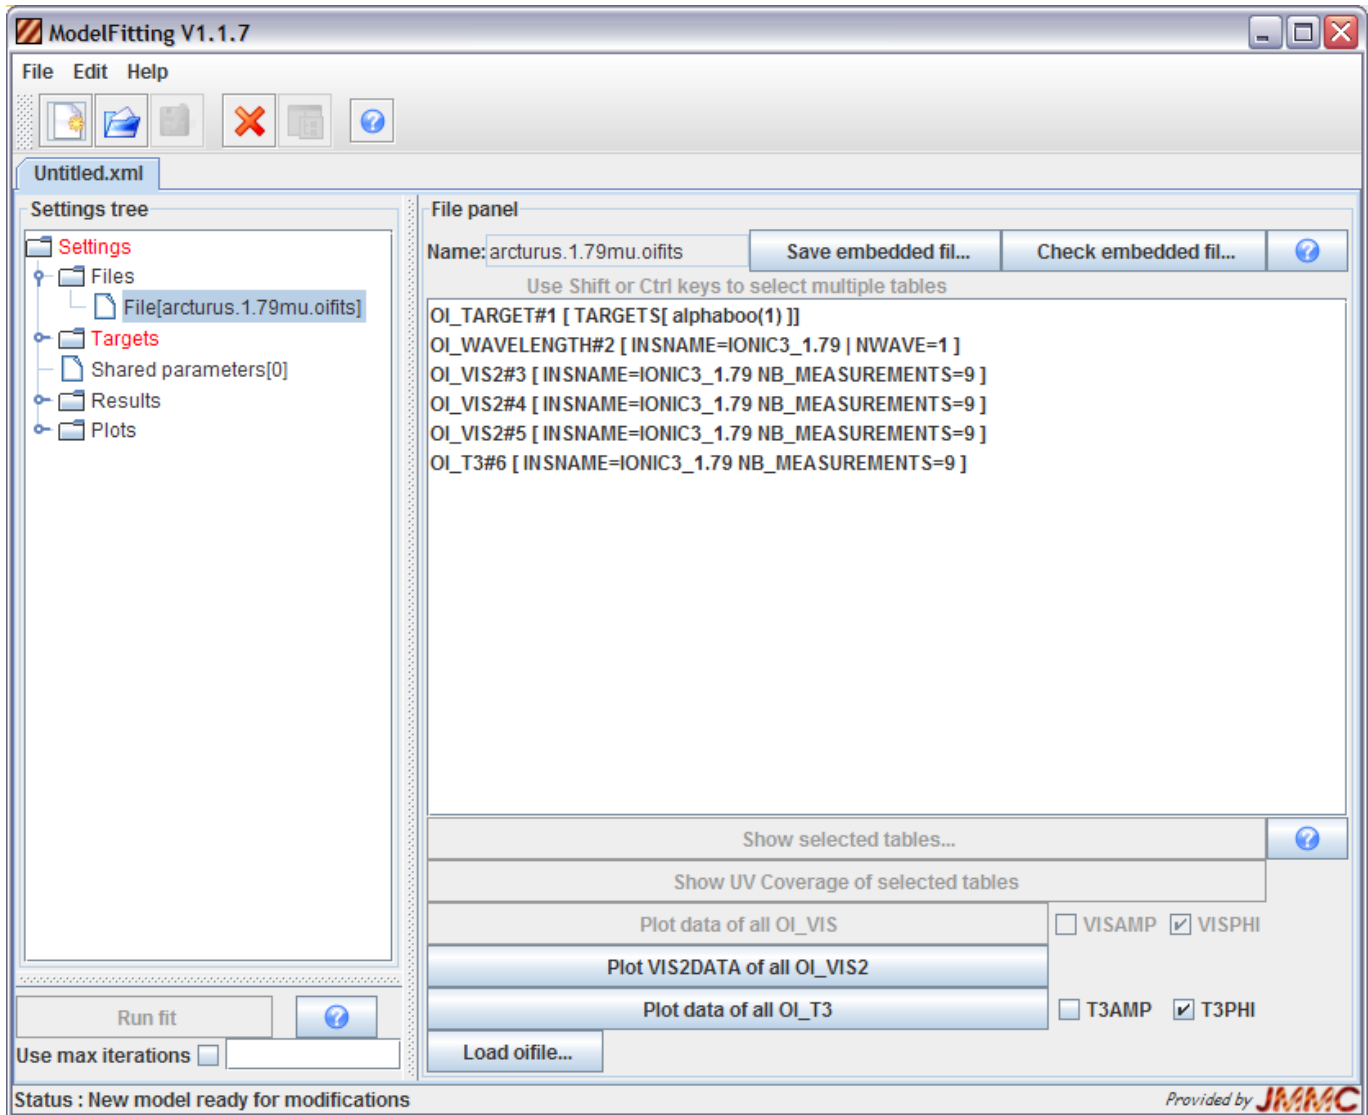 ModelFitting V1.1.7
File Edit Help
Untitled.xml
Settings tree
Settings
Files
File[arcturus.1.79mu.oifits]
Targets
Shared parameters[0]
Results
Plots
Run fit
Use max iterations
File panel
Name: arcturus.1.79mu.oifits Save embedded fil... Check embedded fil...
Use Shift or Ctrl keys to select multiple tables
OI_TARGET#1 [ TARGETS[ alphaboo(1) ]]
OI_WAVELENGTH#2 [ INSNAME=IONIC3_1.79 | NWAVE=1 ]
OI_VIS2#3 [ INSNAME=IONIC3_1.79 NB_MEASUREMENTS=9 ]
OI_VIS2#4 [ INSNAME=IONIC3_1.79 NB_MEASUREMENTS=9 ]
OI_VIS2#5 [ INSNAME=IONIC3_1.79 NB_MEASUREMENTS=9 ]
OI_T3#6 [ INSNAME=IONIC3_1.79 NB_MEASUREMENTS=9 ]
Show selected tables...
Show UV Coverage of selected tables
Plot data of all OI_VIS VISAMP VISPHI
Plot VIS2DATA of all OI_VIS2
Plot data of all OI_T3 T3AMP T3PHI
Load oifile...
Status : New model ready for modifications
Provided by JMMC